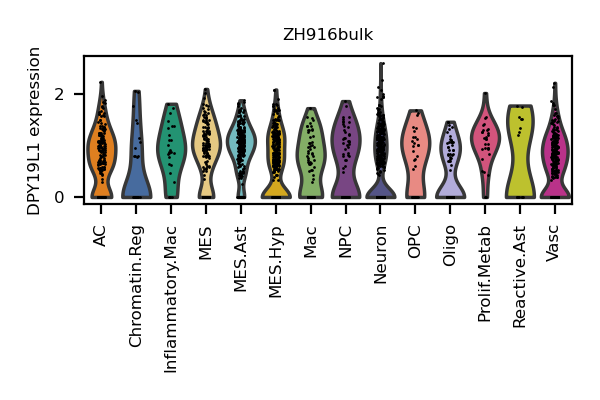 ZH916bulk
DPY19L1 expression
2
0
AC
Chromatin.Reg
Inflammatory.Mac
MES
MES.Ast
MES.Hyp
Mac
NPC
Neuron
OPC
Oligo
Prolif.Metab
Reactive.Ast
Vasc